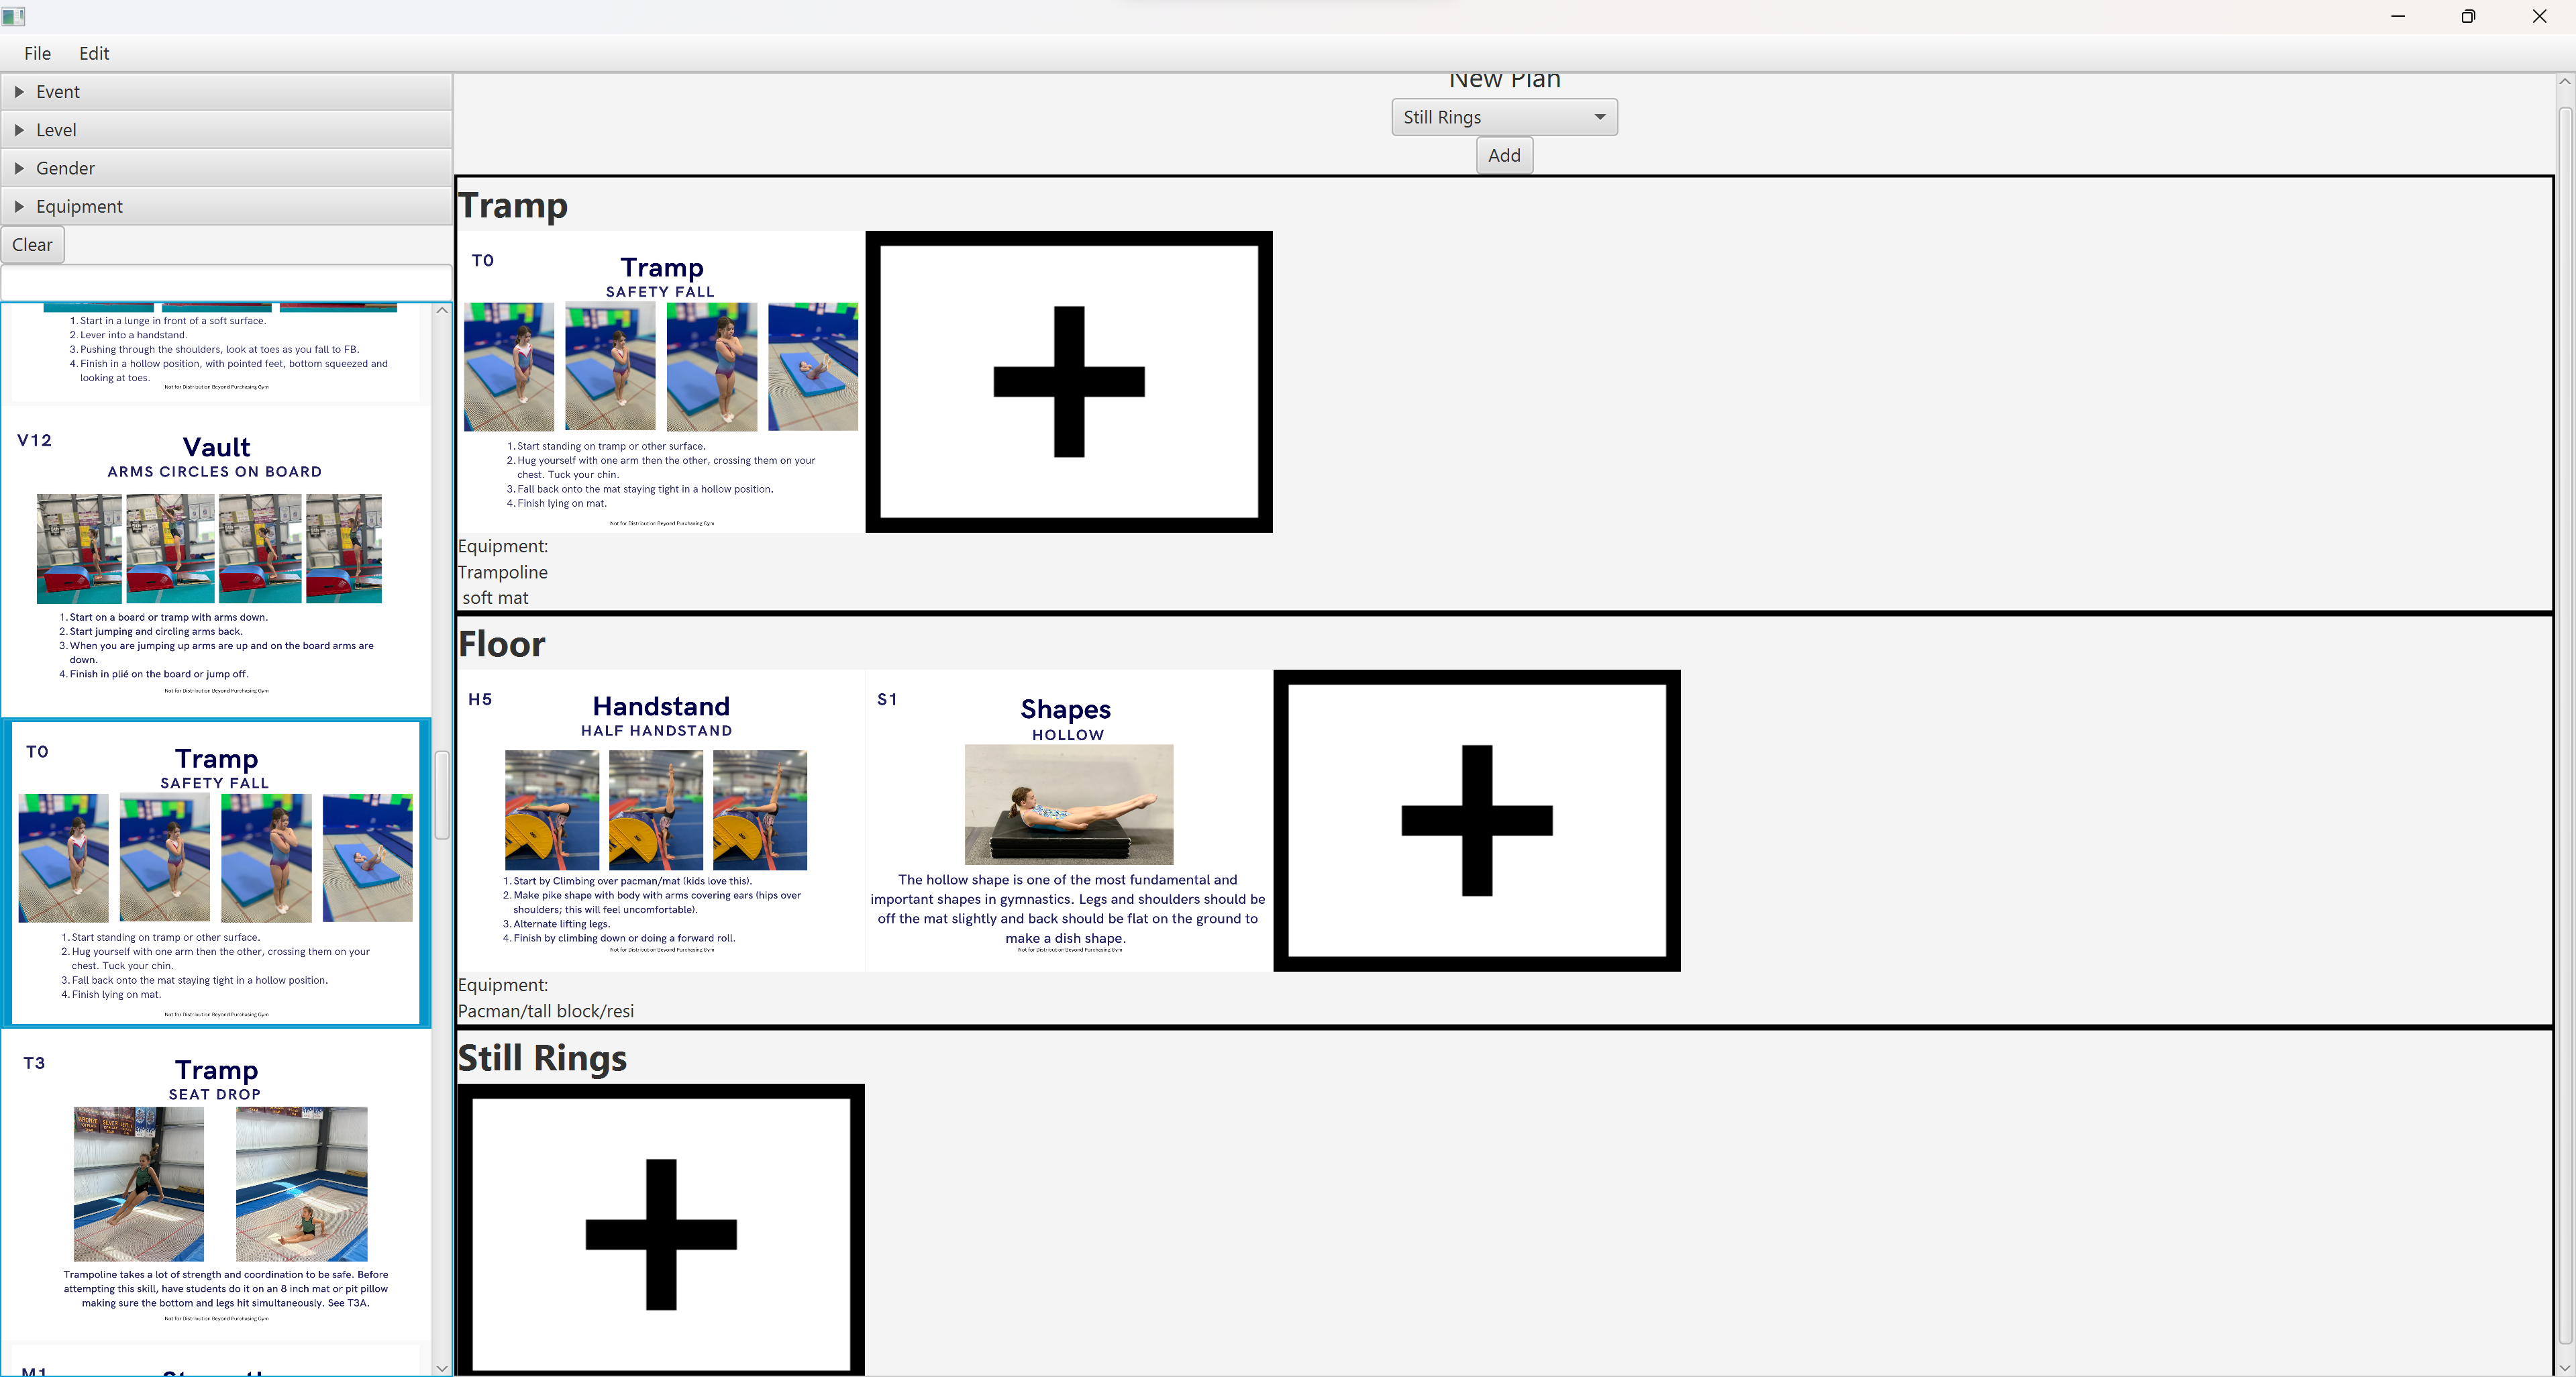 File Edit
Event
Level
Gender
Equipment
Clear
1. Start in a lunge in front of a soft surface.
2. Lever into a handstand.
3. Pushing through the shoulders, look at toes as you fall to FB.
4. Finish in a hollow position, with pointed feet, bottom squeezed and
looking at toes.
Not for Distribution Beyond Purchasing Gym
V12
Vault
ARMS CIRCLES ON BOARD
1. Start on a board or tramp with arms down.
2. Start jumping and circling arms back.
3. When you are jumping up arms are up and on the board arms are
down.
4. Finish in plié on the board or jump off.
Not for Distribution Beyond Purchasing Gym
T0
Tramp
SAFETY FALL
1. Start standing on tramp or other surface.
2. Hug yourself with one arm then the other, crossing them on your
chest. Tuck your chin.
3. Fall back onto the mat staying tight in a hollow position.
4. Finish lying on mat.
Not for Distribution Beyond Purchasing Gym
T3
Tramp
SEAT DROP
Trampoline takes a lot of strength and coordination to be safe. Before
attempting this skill, have students do it on an 8 inch mat or pit pillow
making sure the bottom and legs hit simultaneously. See T3A.
Not for Distribution Beyond Purchasing Gym
M1
New Plan
Still Rings
Add
Tramp
T0
Tramp
SAFETY FALL
1. Start standing on tramp or other surface.
2. Hug yourself with one arm then the other, crossing them on your
chest. Tuck your chin.
3. Fall back onto the mat staying tight in a hollow position.
4. Finish lying on mat.
Not for Distribution Beyond Purchasing Gym
Equipment:
Trampoline
soft mat
Floor
H5
Handstand
HALF HANDSTAND
1. Start by Climbing over pacman/mat (kids love this).
2. Make pike shape with body with arms covering ears (hips over
shoulders; this will feel uncomfortable).
3. Alternate lifting legs.
4. Finish by climbing down or doing a forward roll.
Not for Distribution Beyond Purchasing Gym
S1
Shapes
HOLLOW
The hollow shape is one of the most fundamental and
important shapes in gymnastics. Legs and shoulders should be
off the mat slightly and back should be flat on the ground to
make a dish shape.
Not for Distribution Beyond Purchasing Gym
Equipment:
Pacman/tall block/resi
Still Rings